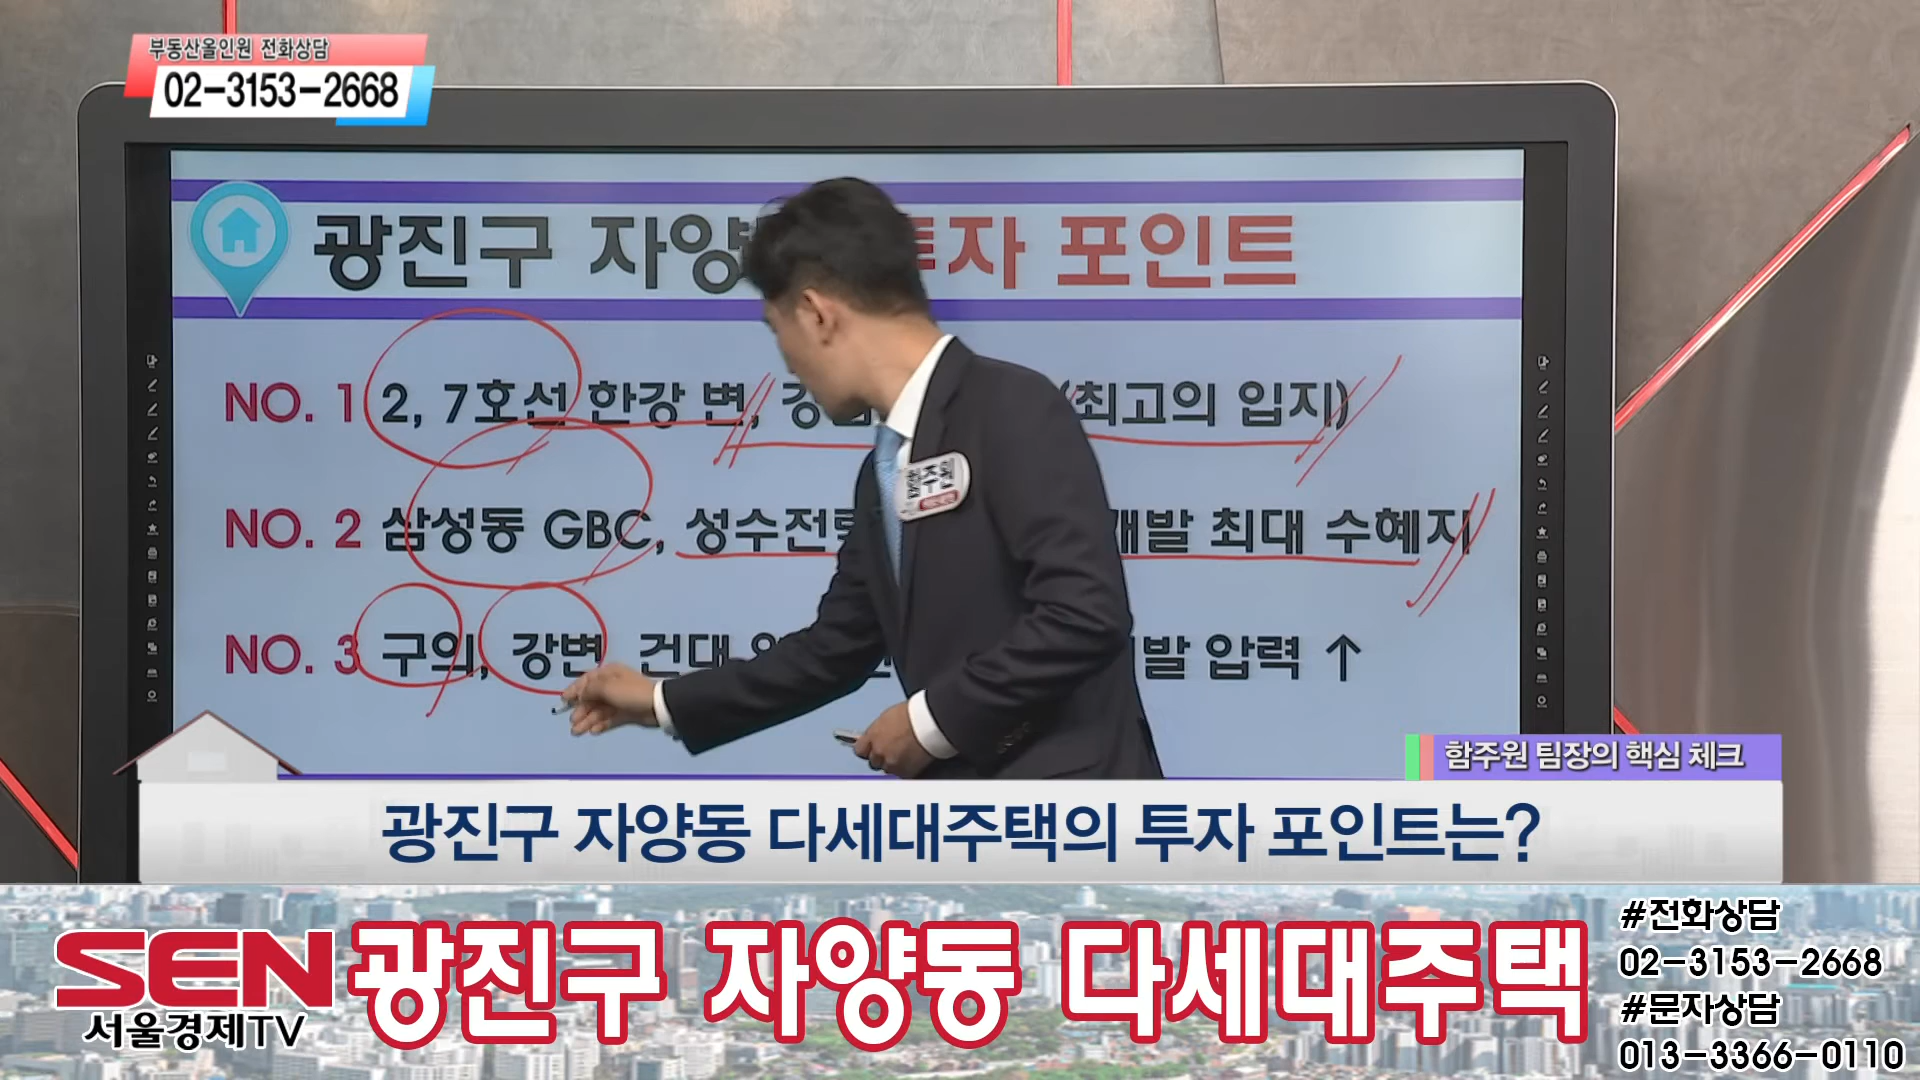 부동산올인원 전화상담
02-3153-2668
광진구 자양 투자 포인트
NO. 1 2, 7호선 한강 변, (최고의 입지)
NO. 2 삼성동 GBC, 성수전 개발 최대 수혜지
NO. 3 구의, 강변, 건대 발 압력 ↑
함주원
함주원 팀장의 핵심 체크
광진구 자양동 다세대주택의 투자 포인트는?
SEN
서울경제TV
광진구 자양동 다세대주택
#전화상담
02-3153-2668
#문자상담
013-3366-0110